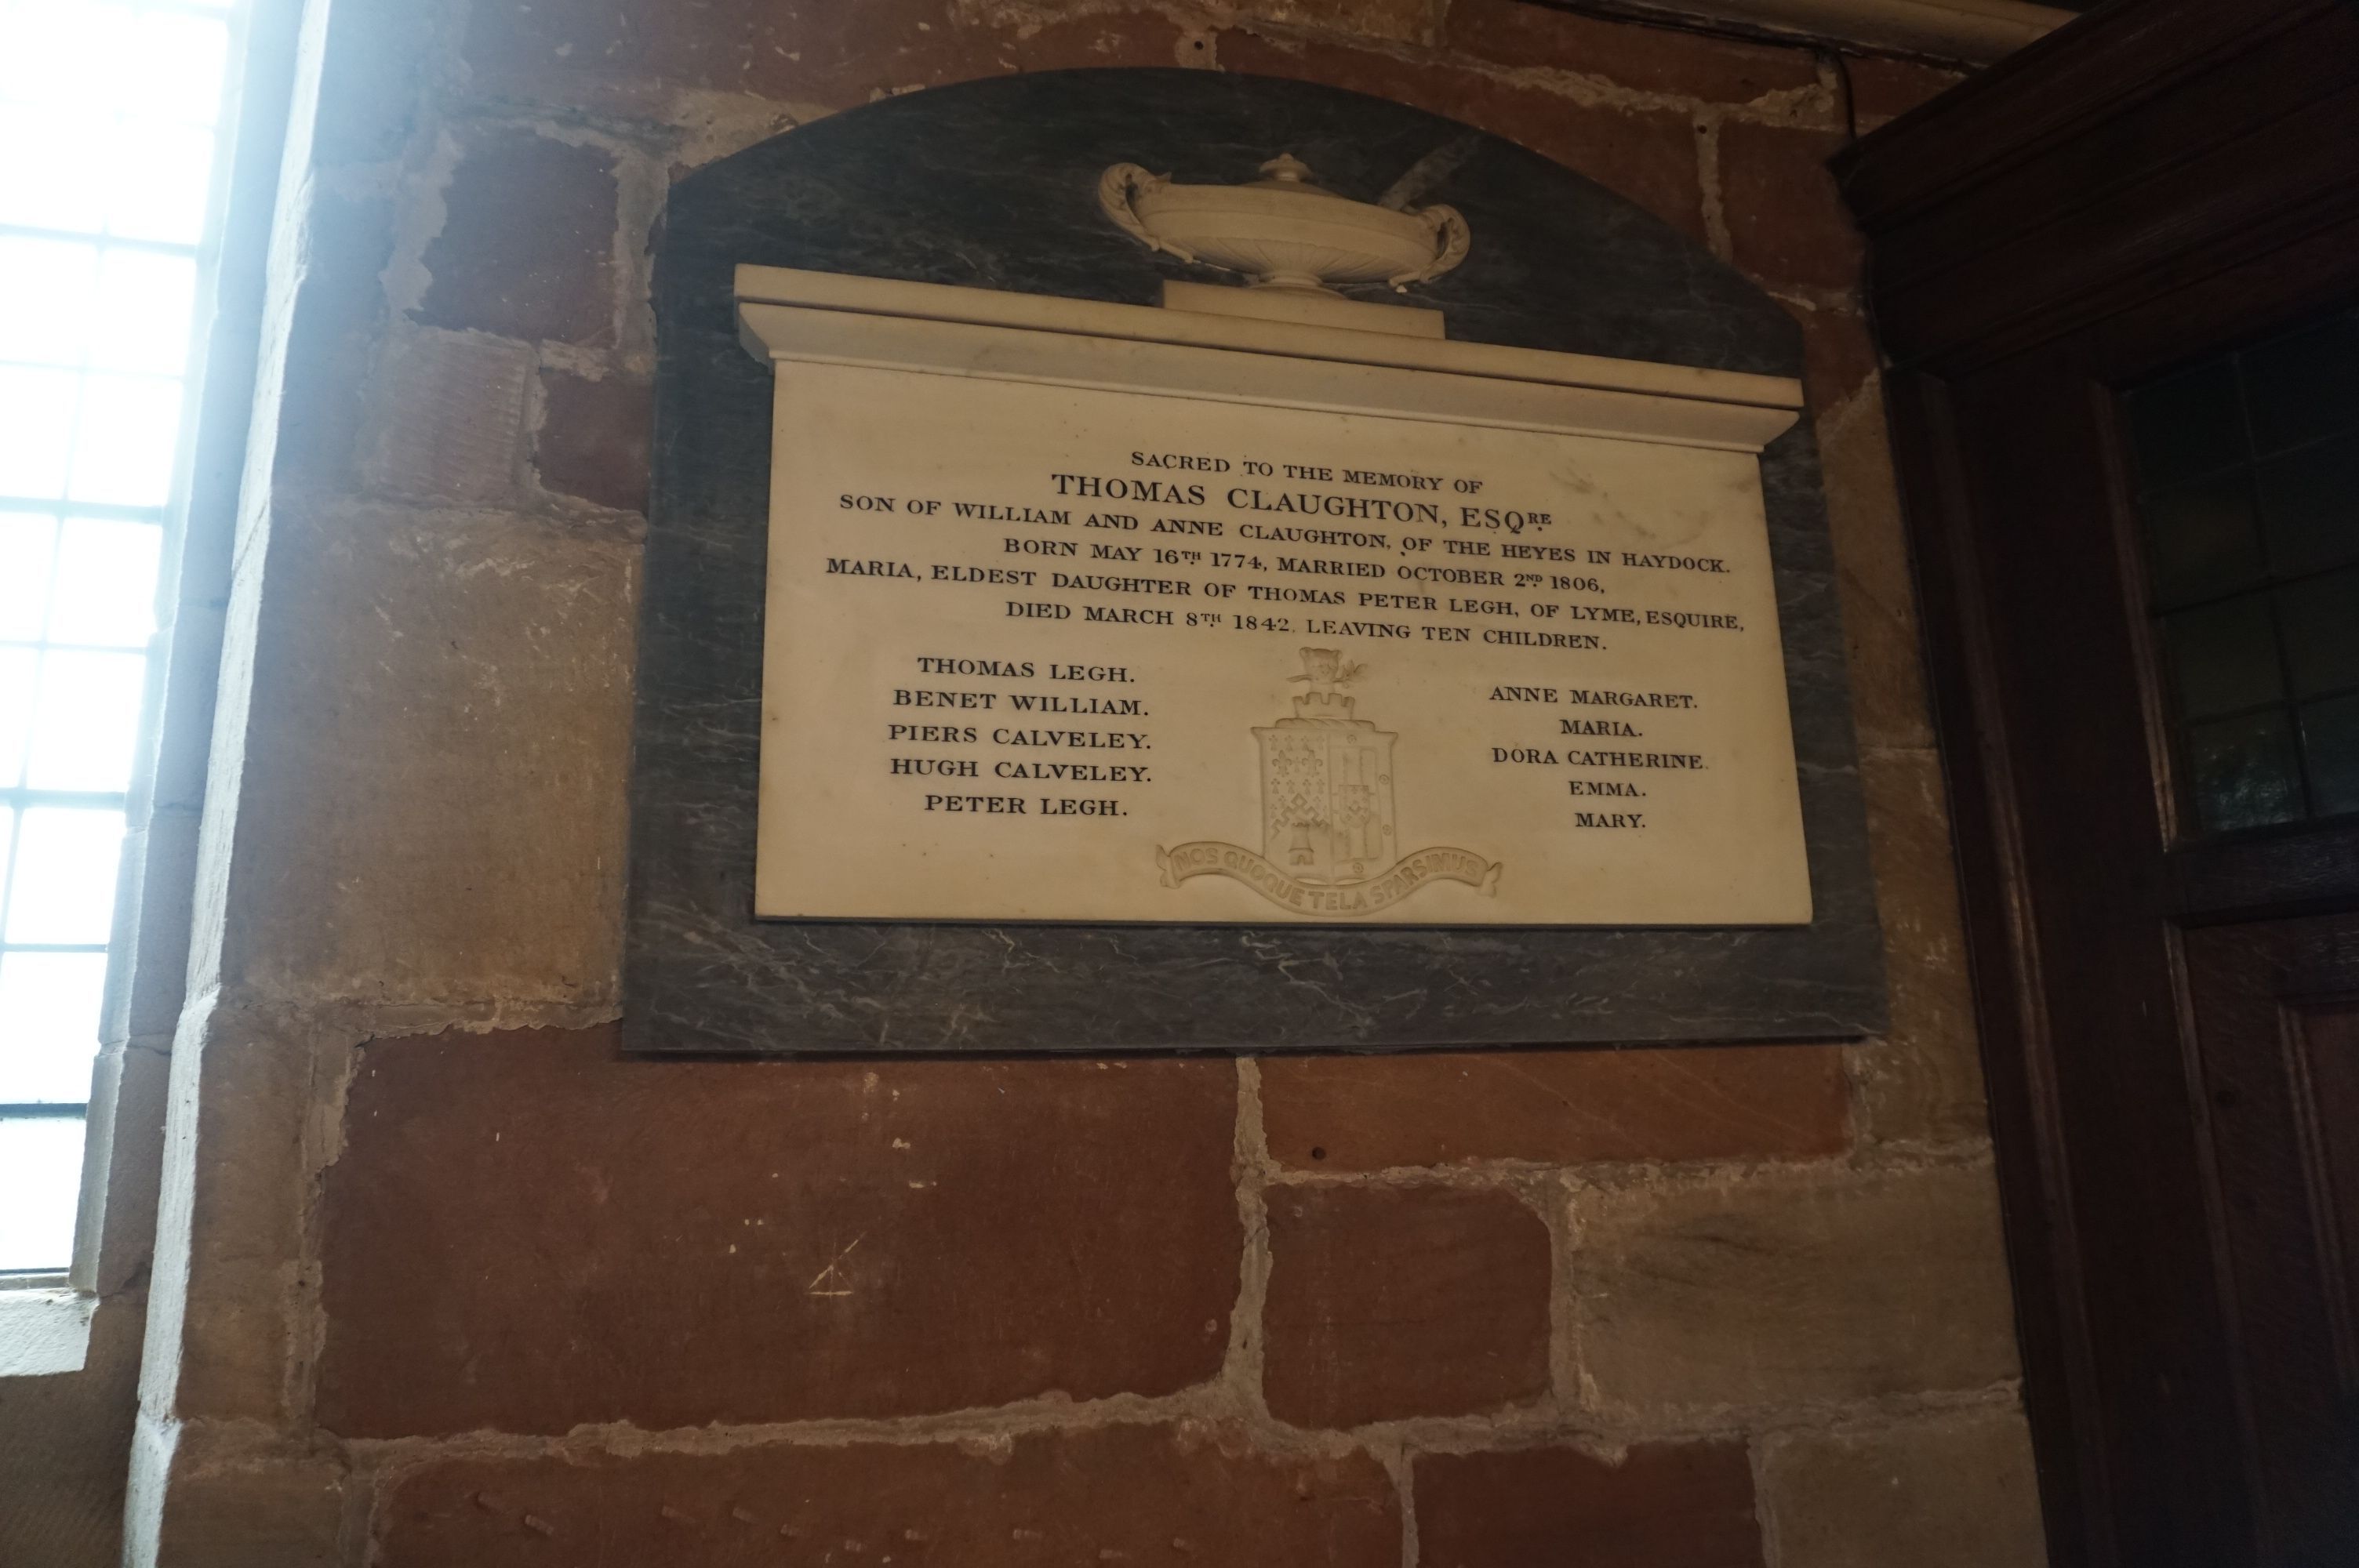 SACRED TO THE MEMORY OF
THOMAS CLAUGHTON, ESQRE
SON OF WILLIAM AND ANNE CLAUGHTON, OF THE HEYES IN HAYDOCK.
BORN MAY 16TH 1774, MARRIED OCTOBER 2ND 1806,
MARIA, ELDEST DAUGHTER OF THOMAS PETER LEGH, OF LYME, ESQUIRE,
DIED MARCH 8TH 1842. LEAVING TEN CHILDREN.
THOMAS LEGH.
BENET WILLIAM.
PIERS CALVELEY.
HUGH CALVELEY.
PETER LEGH.
ANNE MARGARET.
MARIA.
DORA CATHERINE.
EMMA.
MARY.
NOS QUOQUE TELA SPARSIMUS